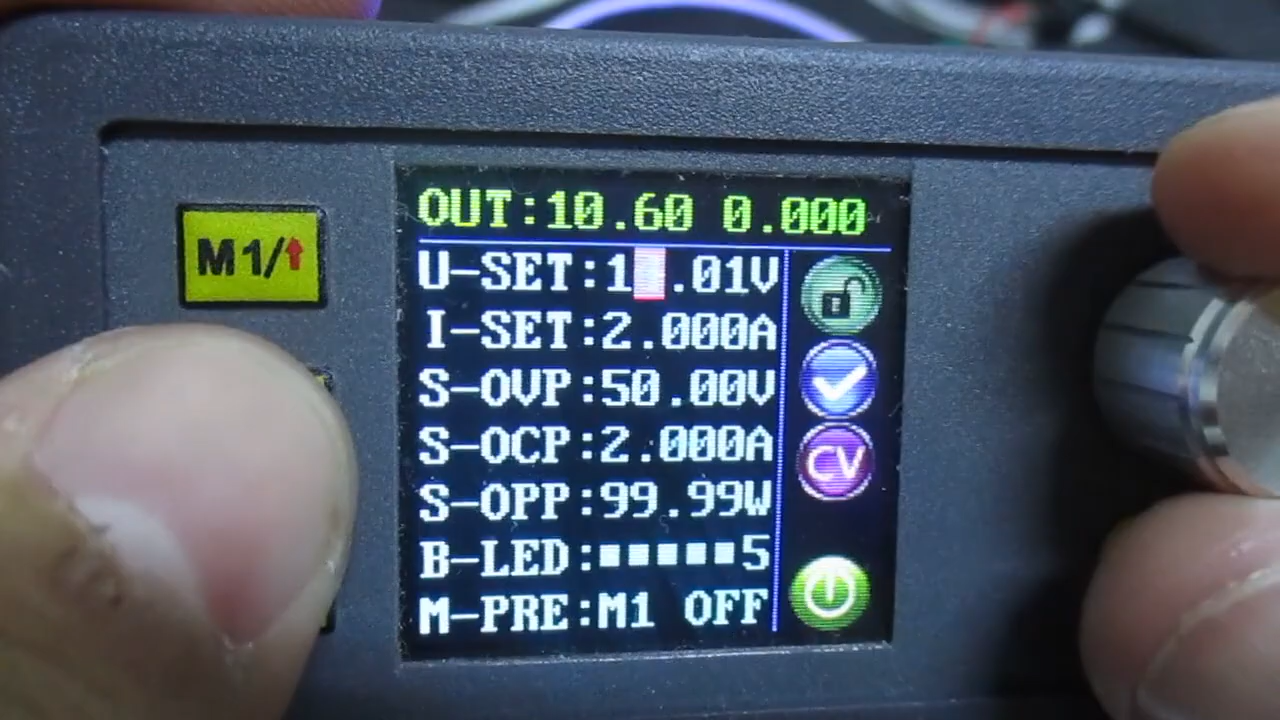 OUT:10.60 0.000
M1/↑
I-SET:2.000A
S-OVP:50.00V
S-OCP:2.000A
CV
S-OPP:99.99W
B-LED:▪▪▪▪▪5
M-PRE:M1 OFF
U-SET: